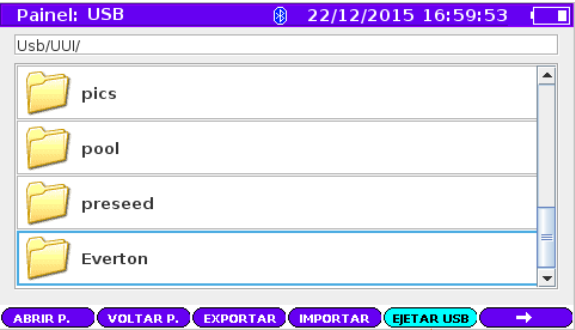 Painel: USB 22/12/2015 16:59:53
Usb/UUI/
pics
pool
preseed
Everton
ABRIR P. VOLTAR P. EXPORTAR IMPORTAR EJETAR USB